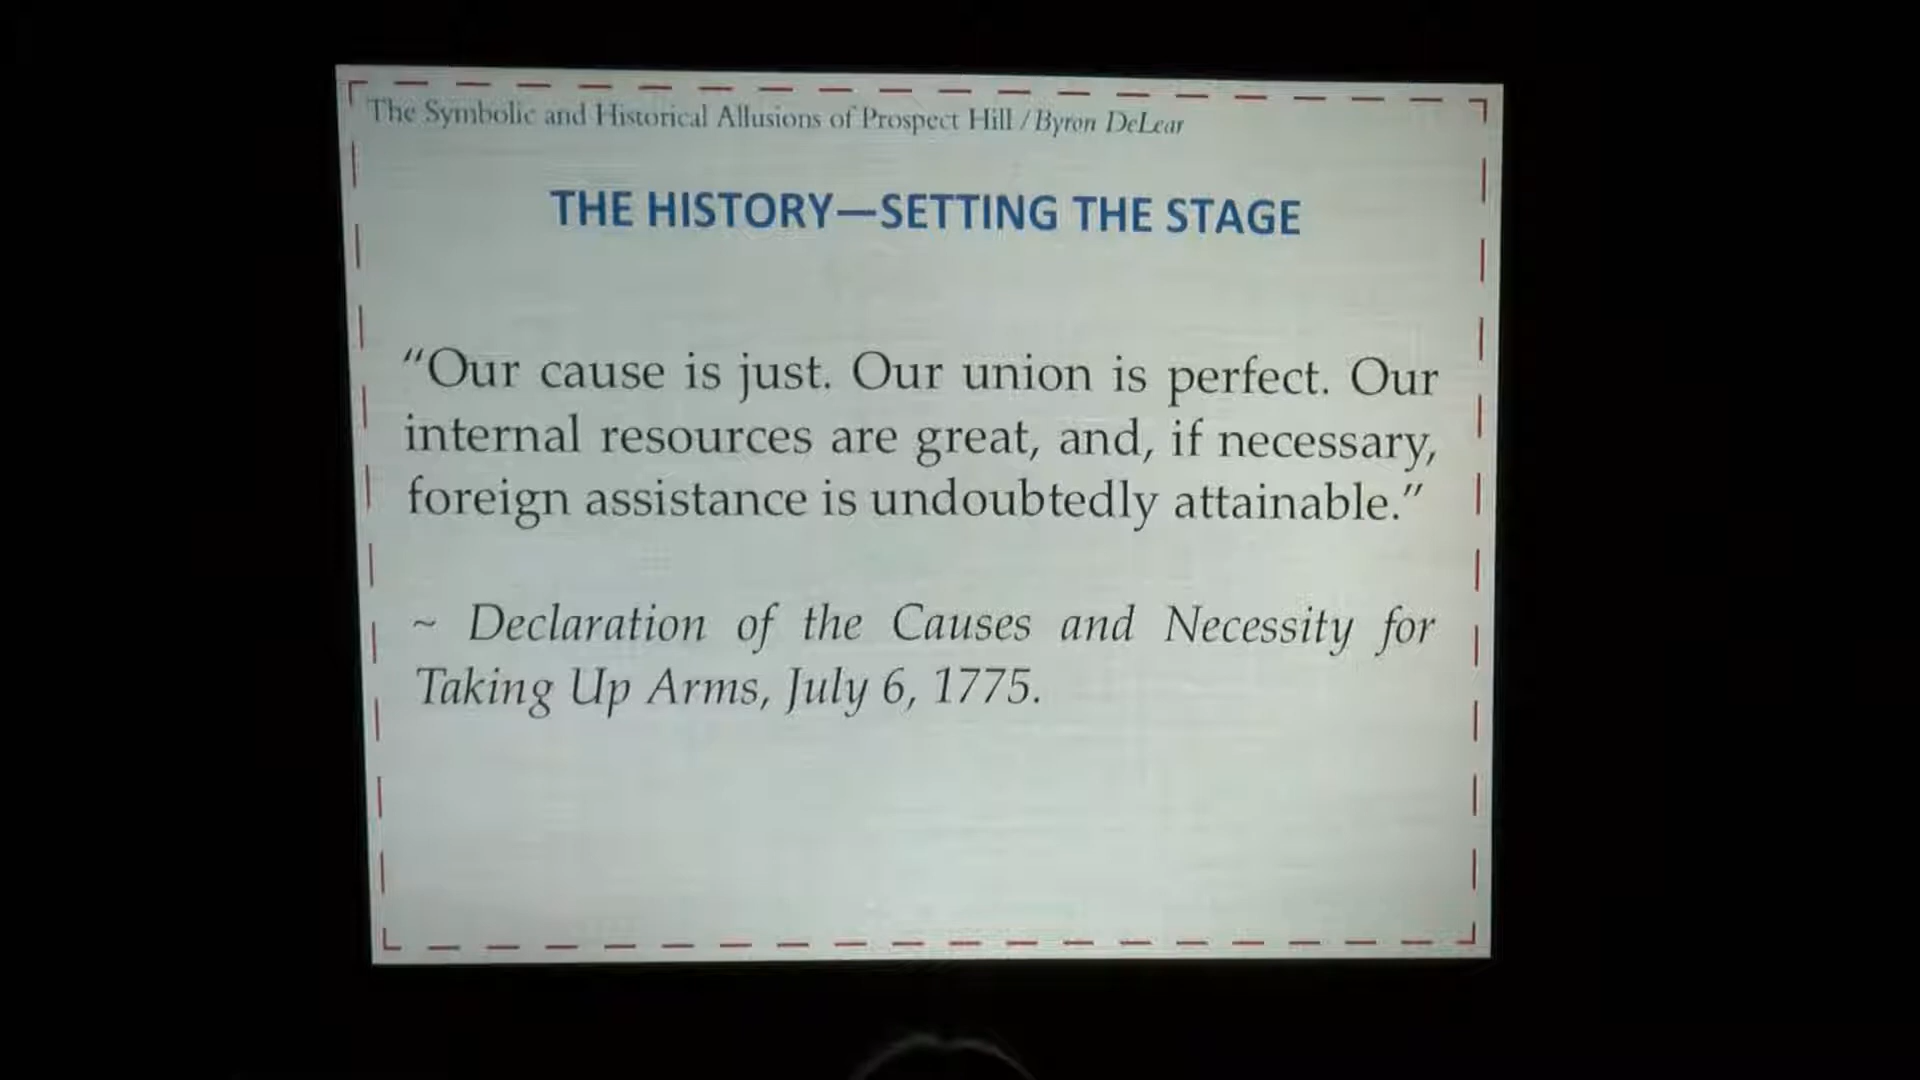 The Symbolic and Historical Allusions of Prospect Hill / Byron DeLear
THE HISTORY—SETTING THE STAGE
“Our cause is just. Our union is perfect. Our
internal resources are great, and, if necessary,
foreign assistance is undoubtedly attainable.”
~ Declaration of the Causes and Necessity for
Taking Up Arms, July 6, 1775.